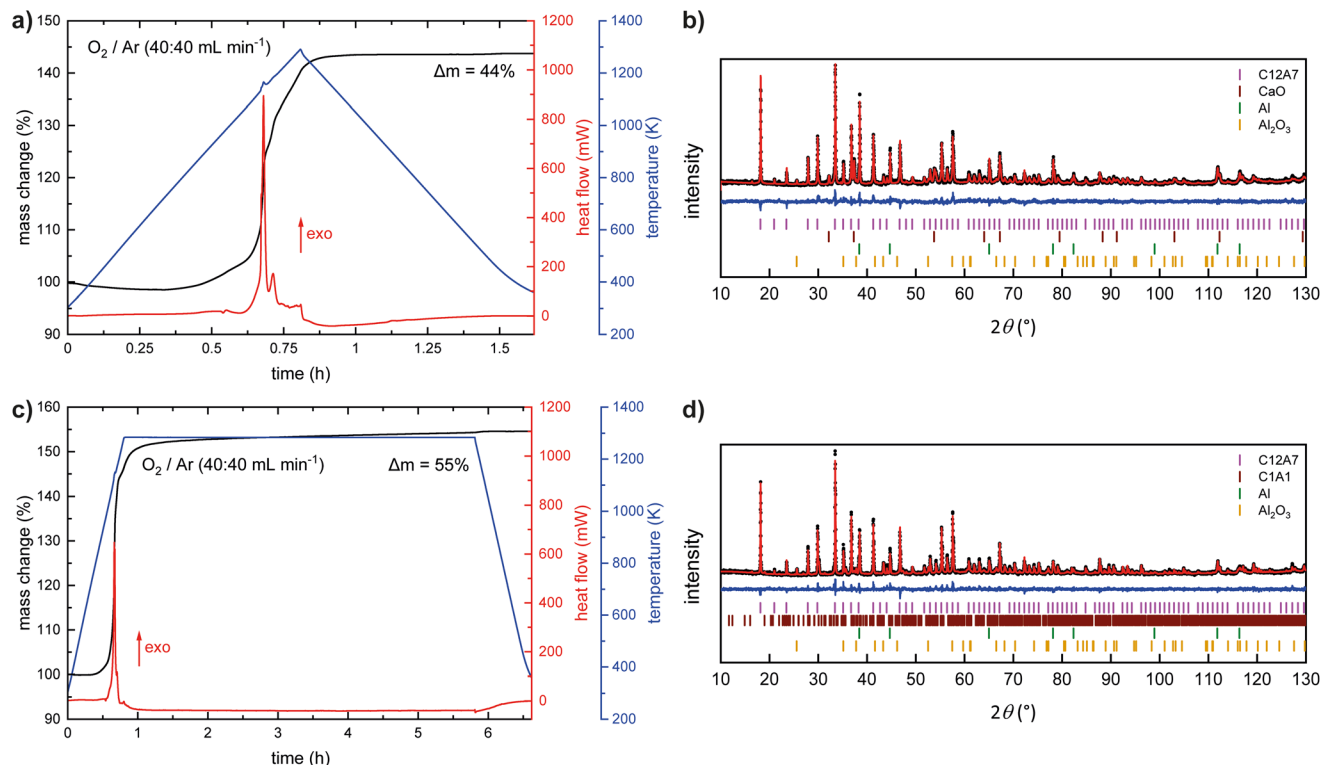 a)
O₂ / Ar (40:40 mL min⁻¹)
Δm = 44%
exo
mass change (%)
150
140
130
120
110
100
90
0 0.25 0.5 0.75 1 1.25 1.5
time (h)
heat flow (mW)
1200
1000
800
600
400
200
0
temperature (K)
1400
1200
1000
800
600
400
200
b)
C12A7
CaO
Al
Al₂O₃
intensity
10 20 30 40 50 60 70 80 90 100 110 120 130
2θ (°)
c)
O₂ / Ar (40:40 mL min⁻¹)
Δm = 55%
exo
mass change (%)
160
150
140
130
120
110
100
90
0 1 2 3 4 5 6
time (h)
heat flow (mW)
1200
1000
800
600
400
200
0
temperature (K)
1400
1200
1000
800
600
400
200
d)
C12A7
C1A1
Al
Al₂O₃
intensity
10 20 30 40 50 60 70 80 90 100 110 120 130
2θ (°)